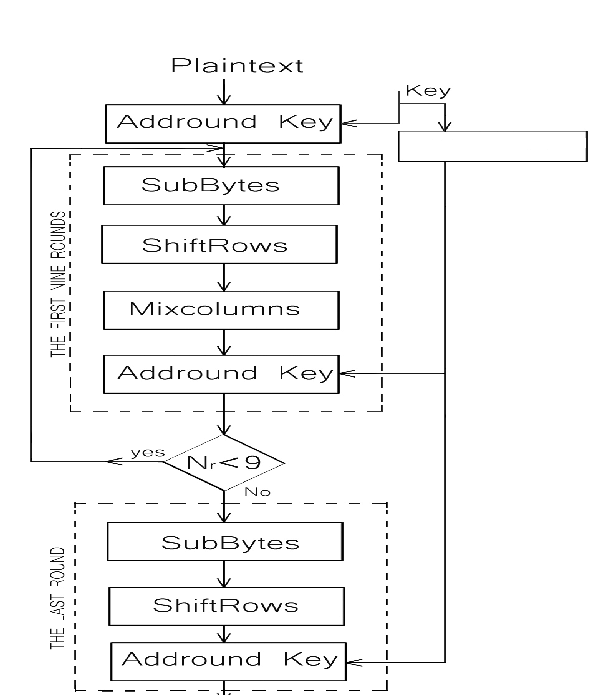 Plaintext
Key
Addround Key
SubBytes
ShiftRows
Mixcolumns
Addround Key
THE FIRST NINE ROUNDS
yes
Nr<9
No
SubBytes
ShiftRows
Addround Key
THE LAST ROUND